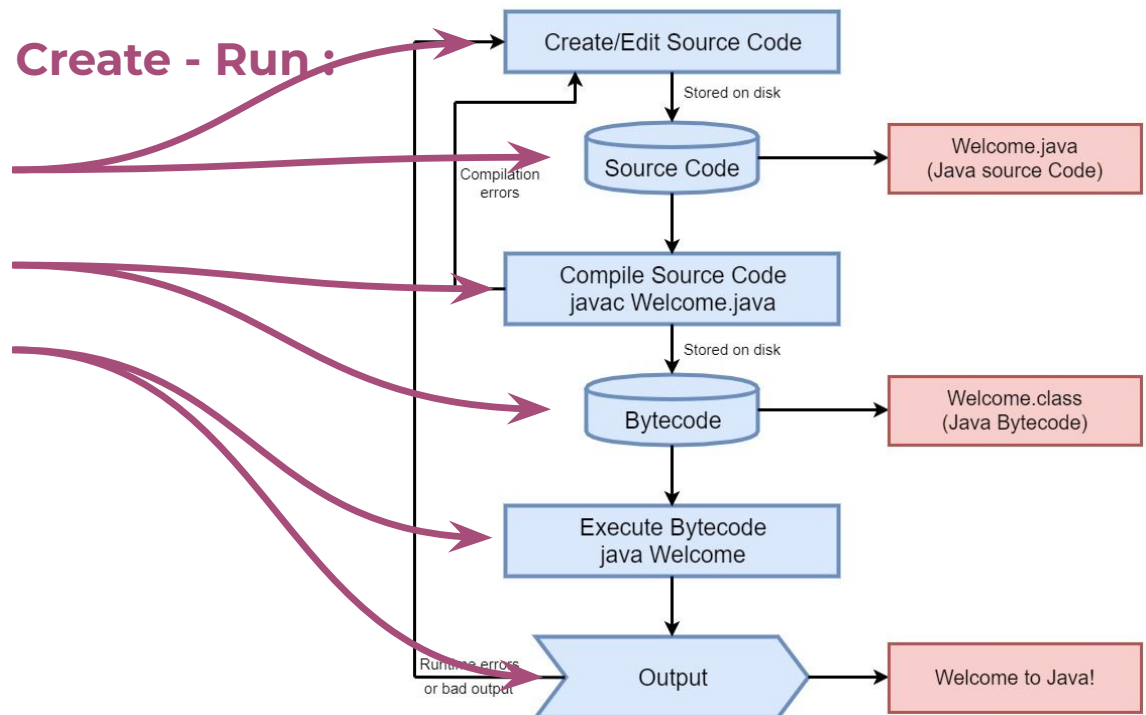 Create - Run :
Create/Edit Source Code
Stored on disk
Source Code
Welcome.java
(Java source Code)
Compilation
errors
Compile Source Code
javac Welcome.java
Stored on disk
Bytecode
Welcome.class
(Java Bytecode)
Execute Bytecode
java Welcome
Runtime errors
or bad output
Output
Welcome to Java!